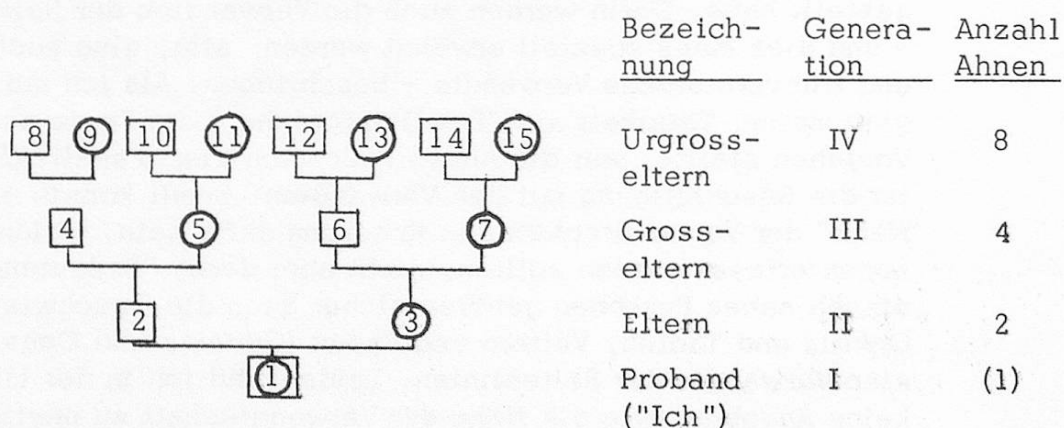 Bezeich- Genera- Anzahl
nung tion Ahnen
8 9 10 11 12 13 14 15 Urgross- IV 8
eltern
4 5 6 7 Gross- III 4
eltern
2 3 Eltern II 2
1 Proband I (1)
("Ich")